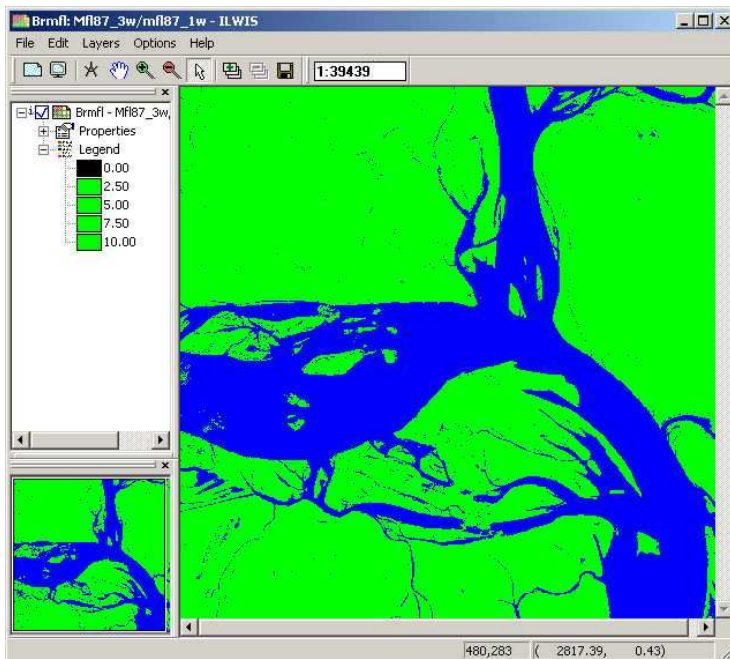 Brmfl: Mfl87_3w/mfl87_1w - ILWIS
File Edit Layers Options Help
1:39439
Brmfl - Mfl87_3w,
Properties
Legend
0.00
2.50
5.00
7.50
10.00
480,283 ( 2817.39, 0.43)